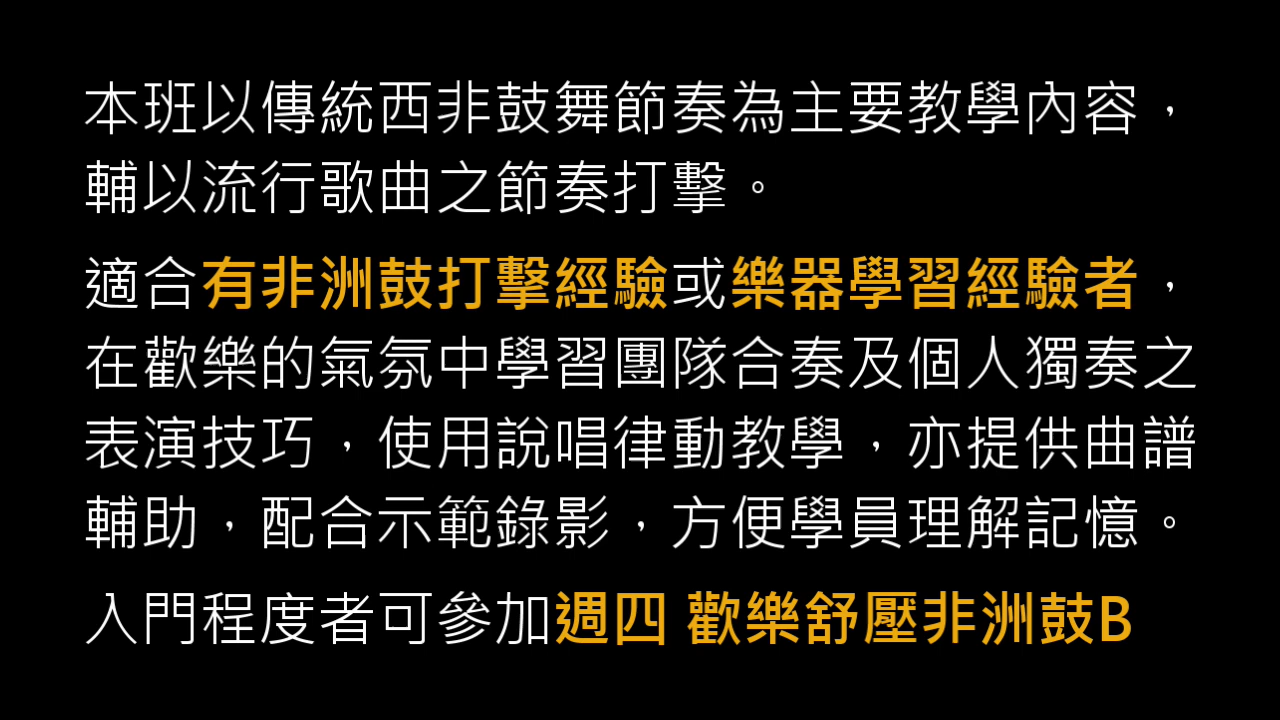 本班以傳統西非鼓舞節奏為主要教學內容，
輔以流行歌曲之節奏打擊。
適合有非洲鼓打擊經驗或樂器學習經驗者，
在歡樂的氣氛中學習團隊合奏及個人獨奏之
表演技巧，使用說唱律動教學，亦提供曲譜
輔助，配合示範錄影，方便學員理解記憶。
入門程度者可參加週四 歡樂舒壓非洲鼓B